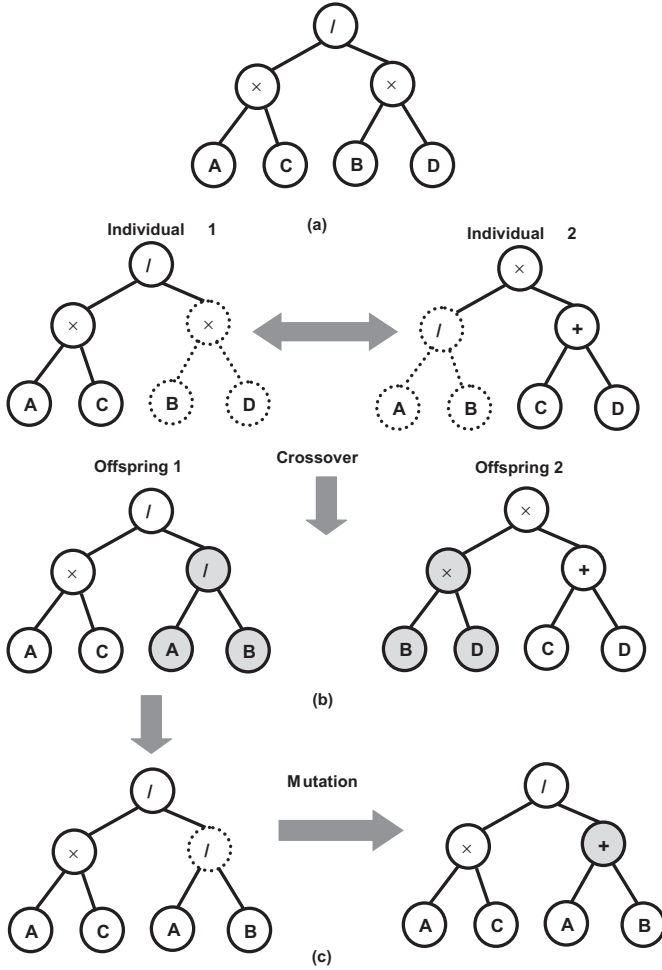 /
× ×
A C B D
(a)
Individual 1 Individual 2
/ ×
× × / +
A C B D A B C D
Crossover
Offspring 1 Offspring 2
/ ×
× / × +
A C A B B D C D
(b)
Mutation
/ /
× / × +
A C A B A C A B
(c)